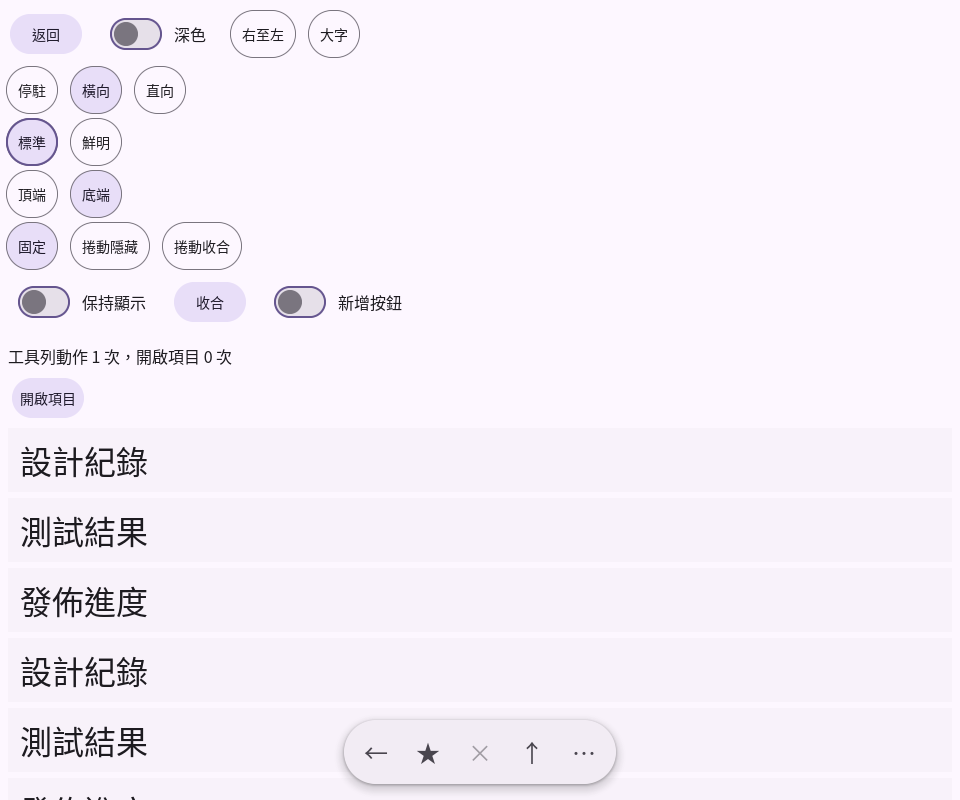 返回 深色 右至左 大字
停駐 橫向 直向
標準 鮮明
頂端 底端
固定 捲動隱藏 捲動收合
保持顯示 收合 新增按鈕
工具列動作 1 次，開啟項目 0 次
開啟項目
設計紀錄
測試結果
發佈進度
設計紀錄
測試結果